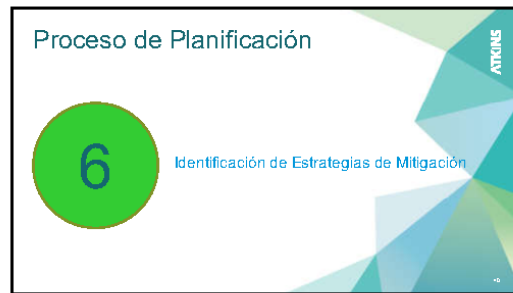 Proceso de Planificación
ATKINS
6
Identificación de Estrategias de Mitigación